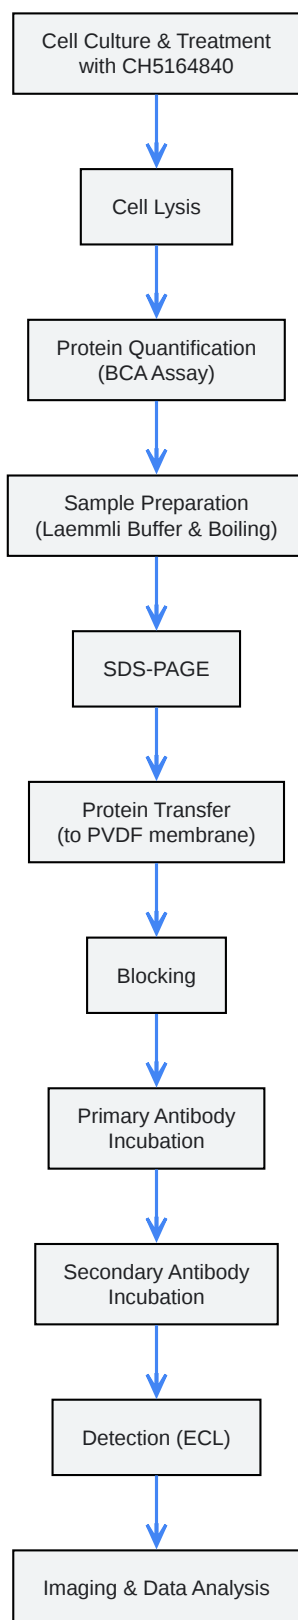 Cell Culture & Treatment
with CH5164840
Cell Lysis
Protein Quantification
(BCA Assay)
Sample Preparation
(Laemmli Buffer & Boiling)
SDS-PAGE
Protein Transfer
(to PVDF membrane)
Blocking
Primary Antibody
Incubation
Secondary Antibody
Incubation
Detection (ECL)
Imaging & Data Analysis